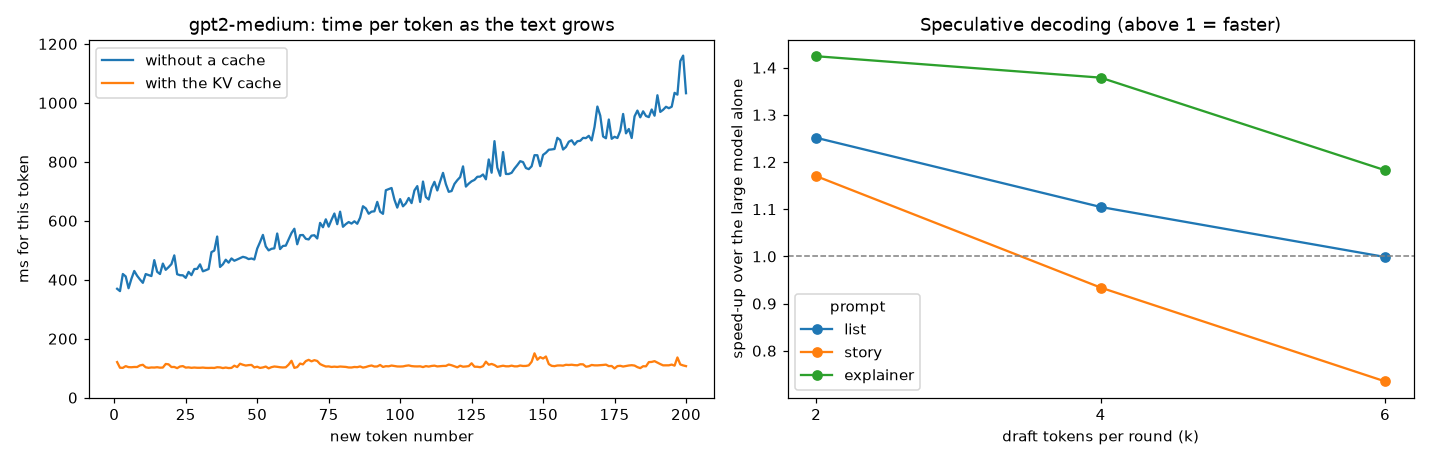 gpt2-medium: time per token as the text grows
without a cache
with the KV cache
ms for this token
1200
1000
800
600
400
200
0
0 25 50 75 100 125 150 175 200
new token number
Speculative decoding (above 1 = faster)
speed-up over the large model alone
1.4
1.3
1.2
1.1
1.0
0.9
0.8
prompt
list
story
explainer
2 4 6
draft tokens per round (k)